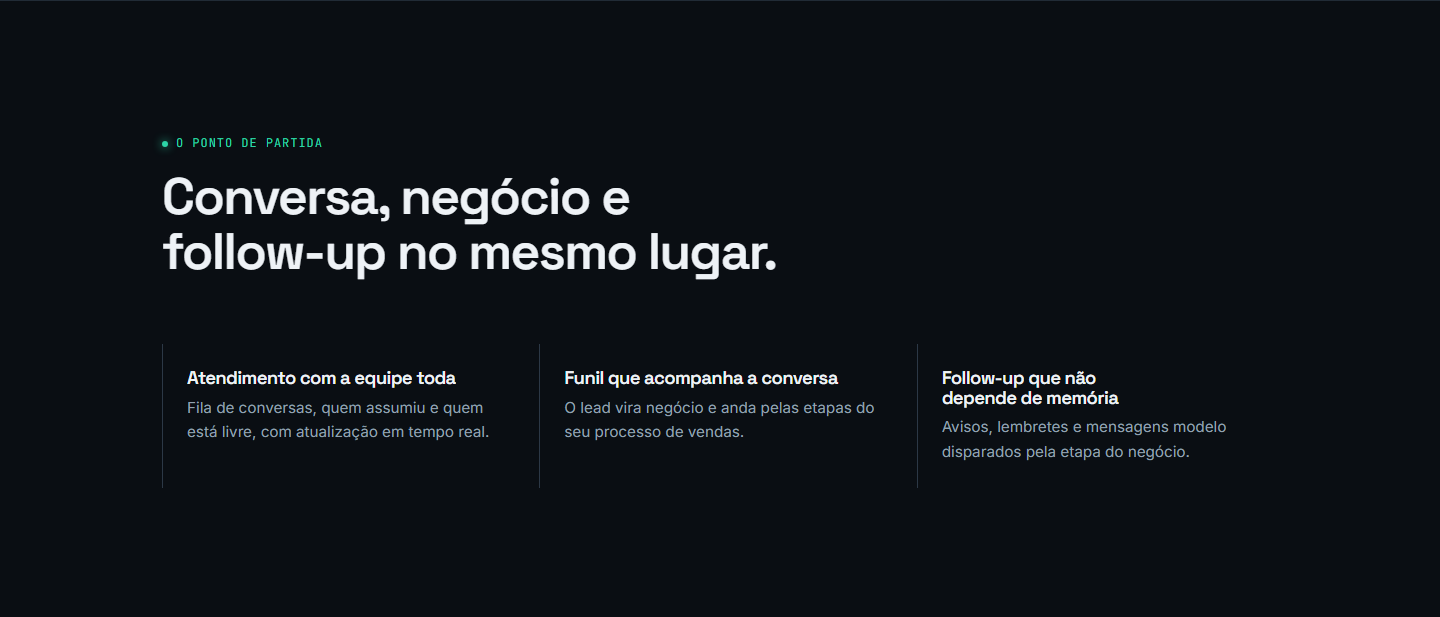 O PONTO DE PARTIDA
Conversa, negócio e
follow-up no mesmo lugar.
Atendimento com a equipe toda
Fila de conversas, quem assumiu e quem
está livre, com atualização em tempo real.
Funil que acompanha a conversa
O lead vira negócio e anda pelas etapas do
seu processo de vendas.
Follow-up que não
depende de memória
Avisos, lembretes e mensagens modelo
disparados pela etapa do negócio.